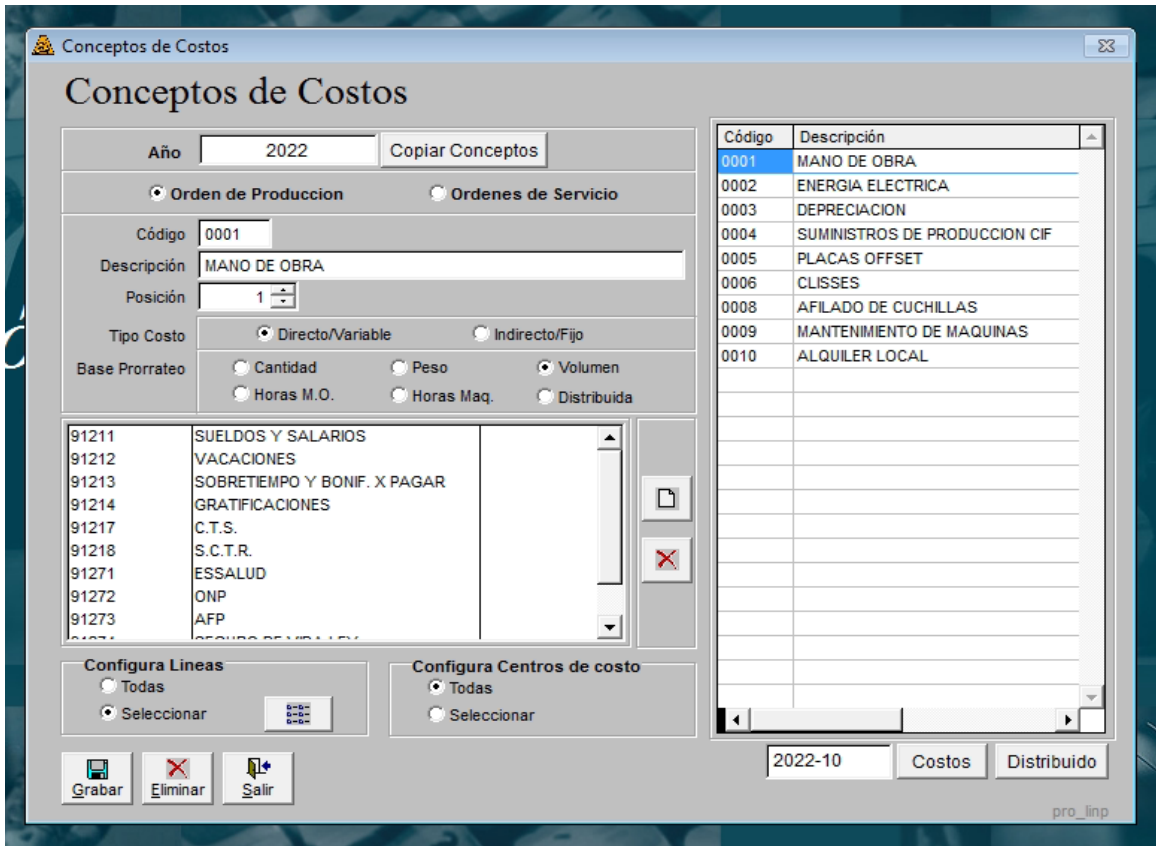 Conceptos de Costos
Conceptos de Costos
Año 2022 Copiar Conceptos
Orden de Produccion Ordenes de Servicio
Código 0001
Descripción MANO DE OBRA
Posición 1
Tipo Costo Directo/Variable Indirecto/Fijo
Base Prorrateo Cantidad Peso Volumen
Horas M.O. Horas Maq. Distribuida
91211 SUELDOS Y SALARIOS
91212 VACACIONES
91213 SOBRETIEMPO Y BONIF. X PAGAR
91214 GRATIFICACIONES
91217 C.T.S.
91218 S.C.T.R.
91271 ESSALUD
91272 ONP
91273 AFP
Configura Lineas
Todas
Seleccionar
Configura Centros de costo
Todas
Seleccionar
Grabar Eliminar Salir
Código Descripción
0001 MANO DE OBRA
0002 ENERGIA ELECTRICA
0003 DEPRECIACION
0004 SUMINISTROS DE PRODUCCION CIF
0005 PLACAS OFFSET
0006 CLISSES
0008 AFILADO DE CUCHILLAS
0009 MANTENIMIENTO DE MAQUINAS
0010 ALQUILER LOCAL
2022-10 Costos Distribuido
pro_linp